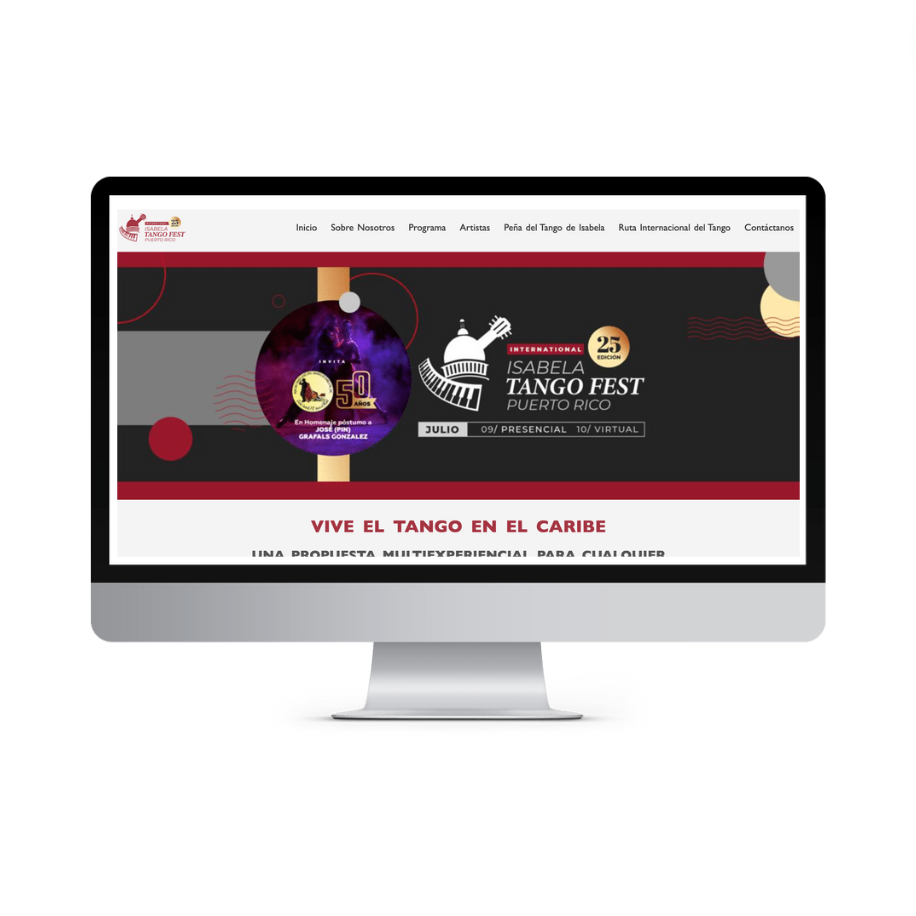 INTERNATIONAL
ISABELA
TANGO FEST
PUERTO RICO
25
Inicio Sobre Nosotros Programa Artistas Peña del Tango de Isabela Ruta Internacional del Tango Contáctanos
INVITA
50
AÑOS
En Homenaje póstumo a
JOSÉ (PIN)
GRAFALS GONZALEZ
INTERNATIONAL
25
EDICIÓN
ISABELA
TANGO FEST
PUERTO RICO
JULIO 09/ PRESENCIAL 10/ VIRTUAL
VIVE EL TANGO EN EL CARIBE
UNA PROPUESTA MULTIEXPERIENCIAL PARA CUALQUIER